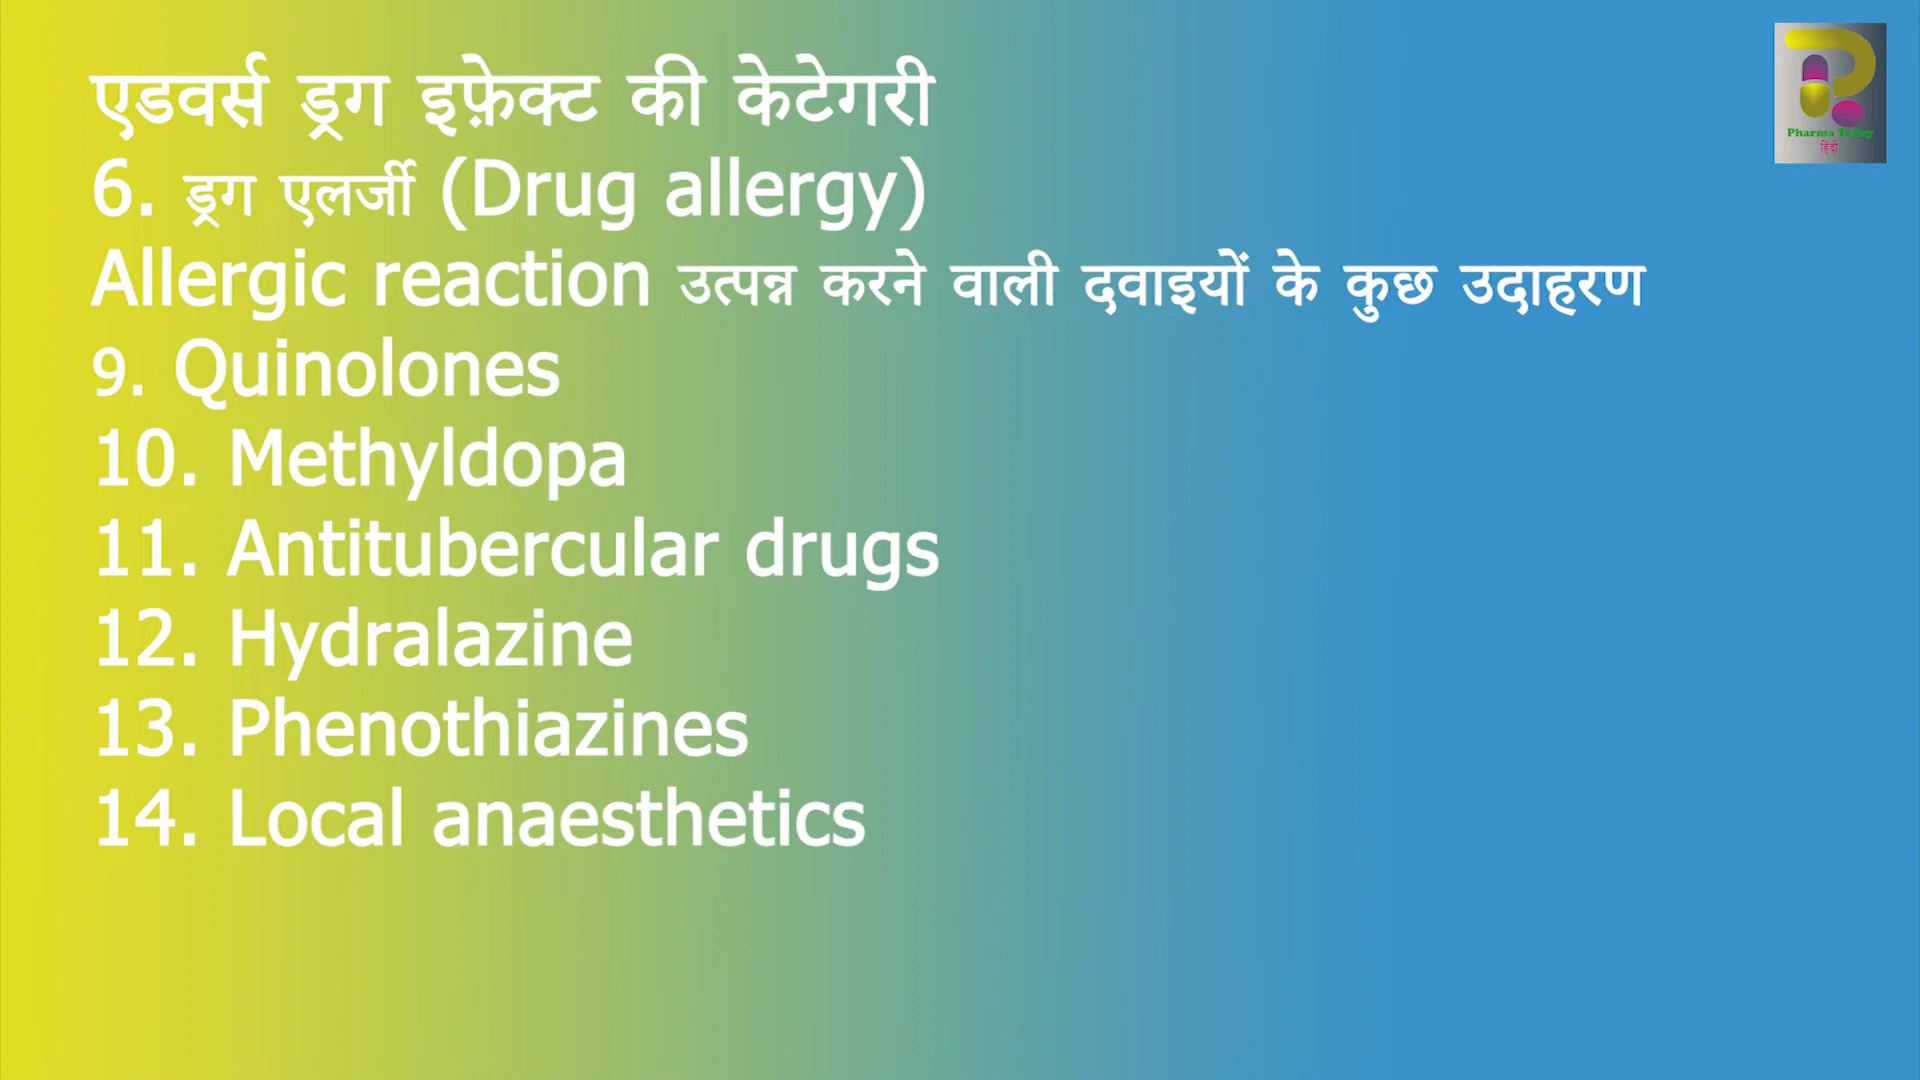 एडवर्स ड्रग इफ़ेक्ट की केटेगरी
6. ड्रग एलर्जी (Drug allergy)
Allergic reaction उत्पन्न करने वाली दवाइयों के कुछ उदाहरण
9. Quinolones
10. Methyldopa
11. Antitubercular drugs
12. Hydralazine
13. Phenothiazines
14. Local anaesthetics
Pharma Today
हिंदी